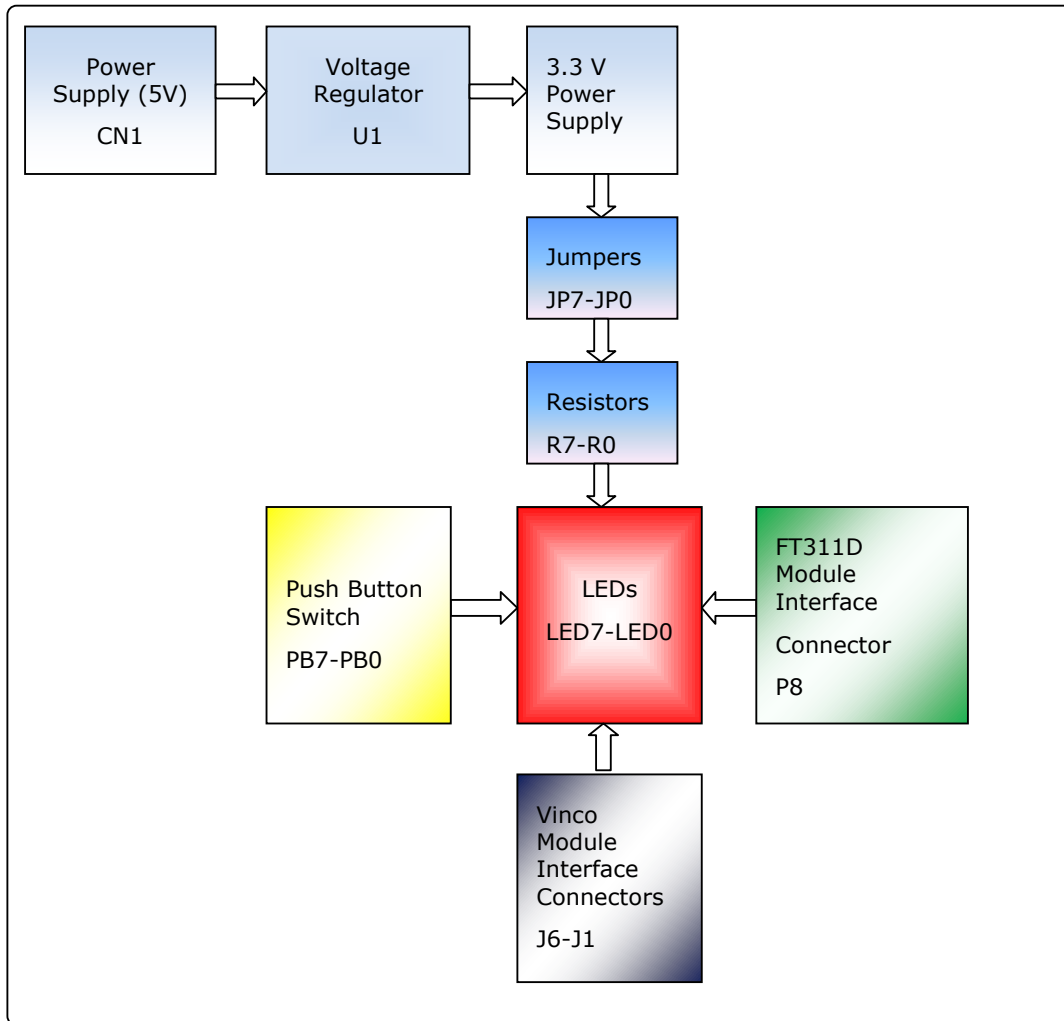 Power
Supply (5V)
CN1
Voltage
Regulator
U1
3.3 V
Power
Supply
Jumpers
JP7-JP0
Resistors
R7-R0
Push Button
Switch
PB7-PB0
LEDs
LED7-LED0
FT311D
Module
Interface
Connector
P8
Vinco
Module
Interface
Connectors
J6-J1